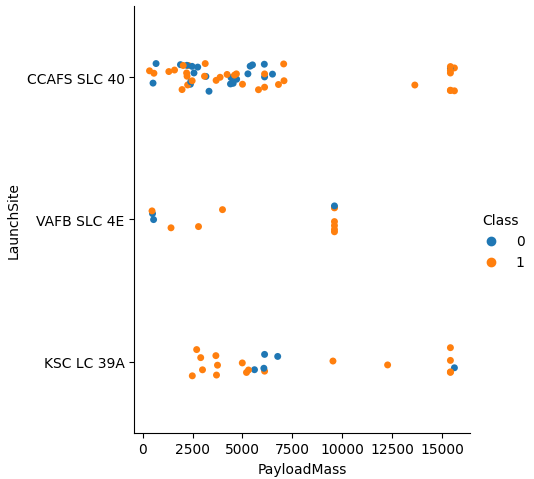 CCAFS SLC 40
VAFB SLC 4E
KSC LC 39A
LaunchSite
0 2500 5000 7500 10000 12500 15000
PayloadMass
Class
0
1